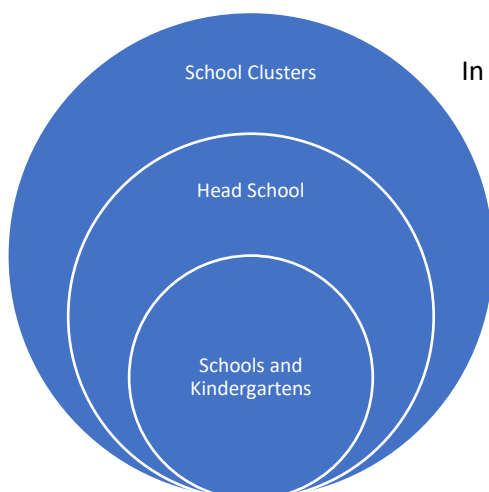 School Clusters
In
Head School
Schools and
Kindergartens